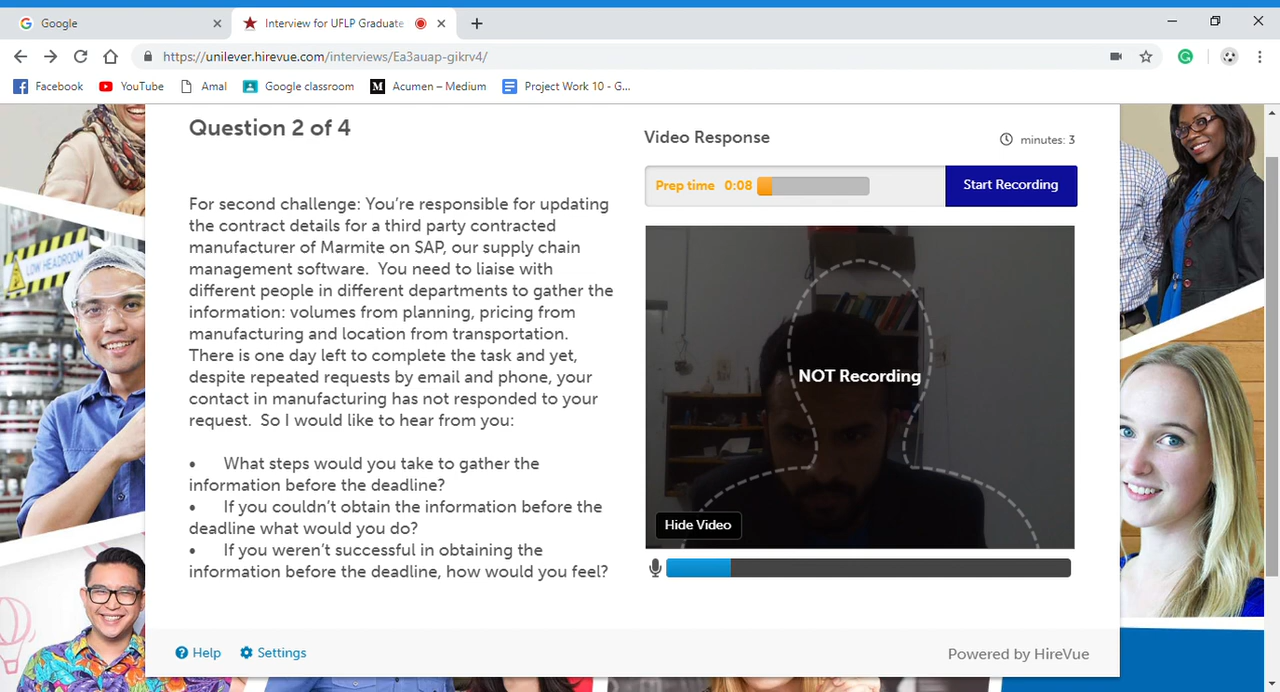 Google
Interview for UFLP Graduate
https://unilever.hirevue.com/interviews/Ea3auap-gikrv4/
Facebook YouTube Amal Google classroom Acumen – Medium Project Work 10 - G...
Question 2 of 4
Video Response
minutes: 3
Prep time 0:08
Start Recording
For second challenge: You’re responsible for updating
the contract details for a third party contracted
manufacturer of Marmite on SAP, our supply chain
management software. You need to liaise with
different people in different departments to gather the
information: volumes from planning, pricing from
manufacturing and location from transportation.
There is one day left to complete the task and yet,
despite repeated requests by email and phone, your
contact in manufacturing has not responded to your
request. So I would like to hear from you:
• What steps would you take to gather the
information before the deadline?
• If you couldn’t obtain the information before the
deadline what would you do?
• If you weren’t successful in obtaining the
information before the deadline, how would you feel?
NOT Recording
Hide Video
Help
Settings
Powered by HireVue
LOW HEADROOM